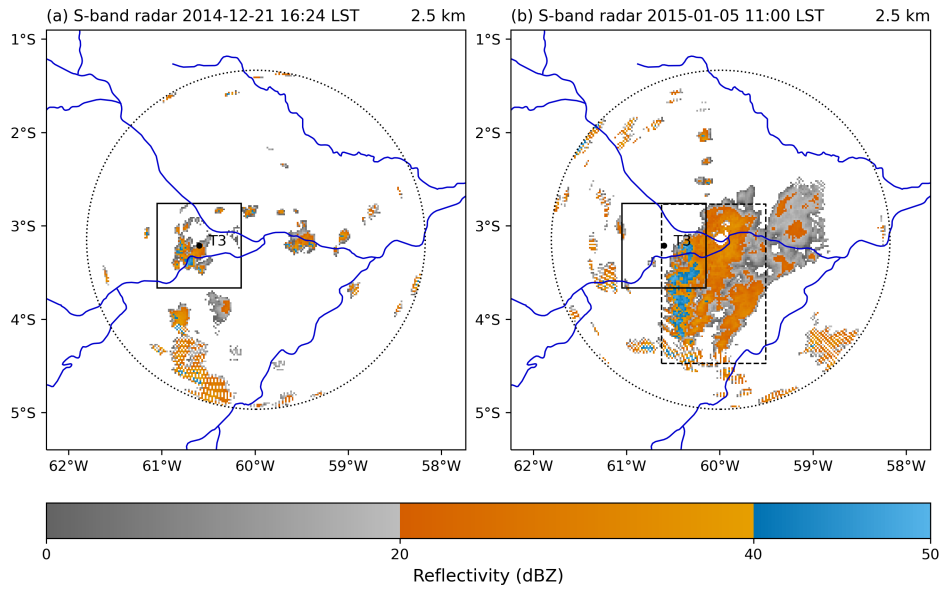 (a) S-band radar 2014-12-21 16:24 LST 2.5 km
(b) S-band radar 2015-01-05 11:00 LST 2.5 km
1°S
2°S
3°S
4°S
5°S
T3
62°W 61°W 60°W 59°W 58°W
1°S
2°S
3°S
4°S
5°S
T3
62°W 61°W 60°W 59°W 58°W
0 20 40 50
Reflectivity (dBZ)